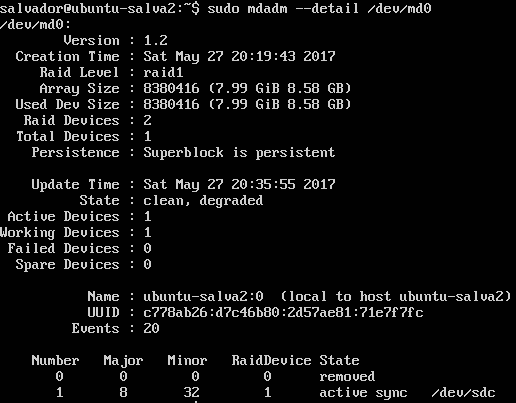 salvador@ubuntu-salva2:~$ sudo mdadm --detail /dev/md0
/dev/md0:
Version : 1.2
Creation Time : Sat May 27 20:19:43 2017
Raid Level : raid1
Array Size : 8380416 (7.99 GiB 8.58 GB)
Used Dev Size : 8380416 (7.99 GiB 8.58 GB)
Raid Devices : 2
Total Devices : 1
Persistence : Superblock is persistent
Update Time : Sat May 27 20:35:55 2017
State : clean, degraded
Active Devices : 1
Working Devices : 1
Failed Devices : 0
Spare Devices : 0
Name : ubuntu-salva2:0  (local to host ubuntu-salva2)
UUID : c778ab26:d7c46b80:2d57ae81:71e7f7fc
Events : 20
Number   Major   Minor   RaidDevice State
0       0        0        0      removed
1       8       32        1      active sync   /dev/sdc